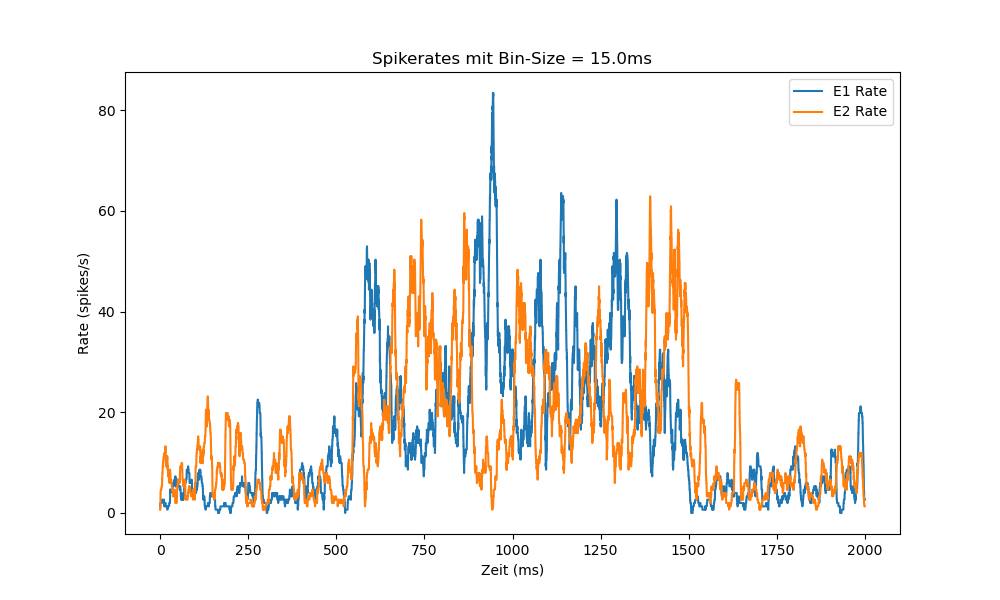 Spikerates mit Bin-Size = 15.0ms
E1 Rate
E2 Rate
80
60
40
20
0
Rate (spikes/s)
0 250 500 750 1000 1250 1500 1750 2000
Zeit (ms)